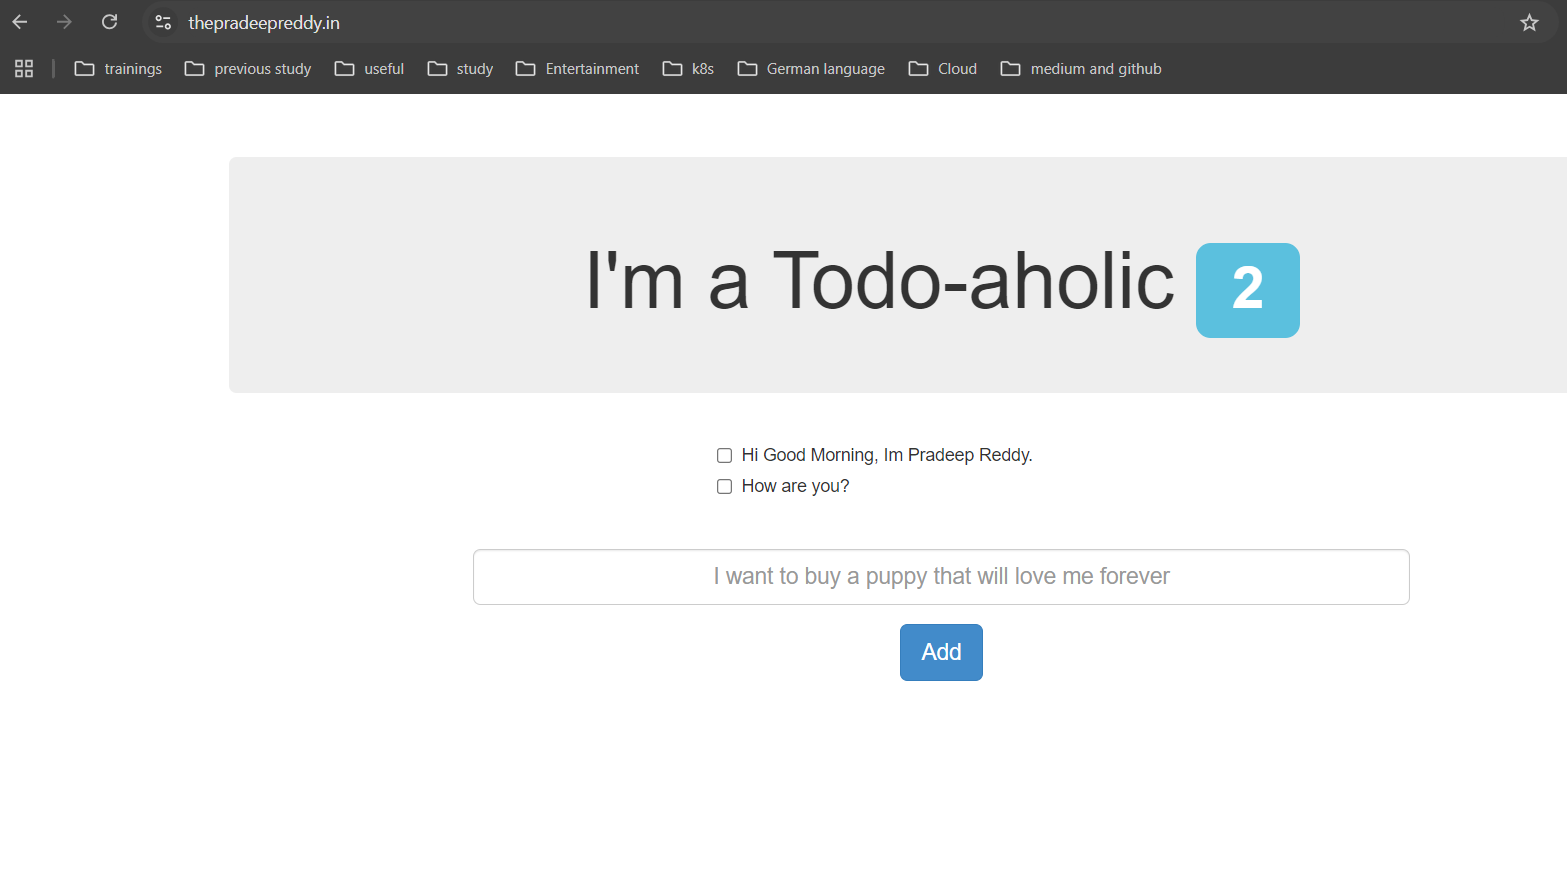 thepradeepreddy.in
trainings previous study useful study Entertainment k8s German language Cloud medium and github
I'm a Todo-aholic 2
Hi Good Morning, Im Pradeep Reddy.
How are you?
I want to buy a puppy that will love me forever
Add